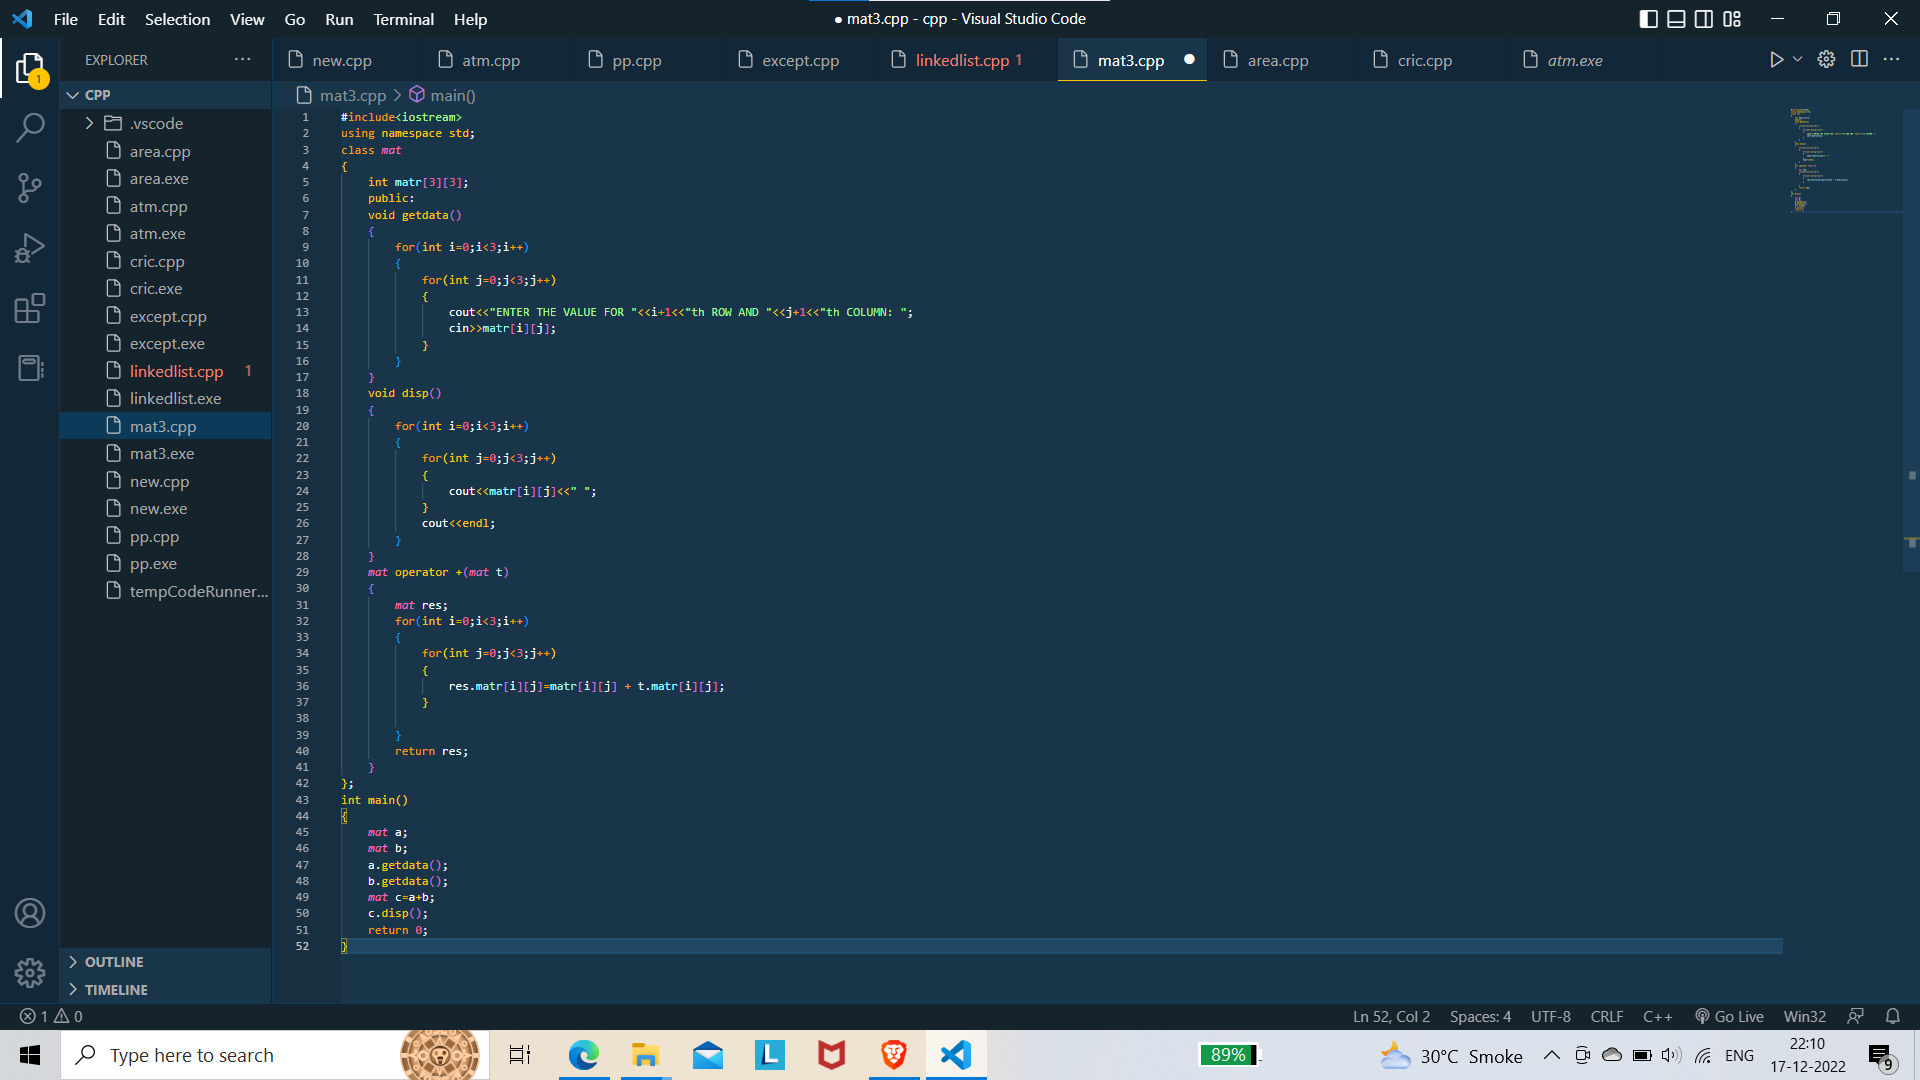 File Edit Selection View Go Run Terminal Help
● mat3.cpp - cpp - Visual Studio Code
EXPLORER
new.cpp atm.cpp pp.cpp except.cpp linkedlist.cpp 1 mat3.cpp area.cpp cric.cpp atm.exe
1
CPP
.vscode
area.cpp
area.exe
atm.cpp
atm.exe
cric.cpp
cric.exe
except.cpp
except.exe
linkedlist.cpp 1
linkedlist.exe
mat3.cpp
mat3.exe
new.cpp
new.exe
pp.cpp
pp.exe
tempCodeRunner...
OUTLINE
TIMELINE
mat3.cpp > main()
1 #include<iostream>
2 using namespace std;
3 class mat
4 {
5 int matr[3][3];
6 public:
7 void getdata()
8 {
9 for(int i=0;i<3;i++)
10 {
11 for(int j=0;j<3;j++)
12 {
13 cout<<"ENTER THE VALUE FOR "<<i+1<<"th ROW AND "<<j+1<<"th COLUMN: ";
14 cin>>matr[i][j];
15 }
16 }
17 }
18 void disp()
19 {
20 for(int i=0;i<3;i++)
21 {
22 for(int j=0;j<3;j++)
23 {
24 cout<<matr[i][j]<<" ";
25 }
26 cout<<endl;
27 }
28 }
29 mat operator +(mat t)
30 {
31 mat res;
32 for(int i=0;i<3;i++)
33 {
34 for(int j=0;j<3;j++)
35 {
36 res.matr[i][j]=matr[i][j] + t.matr[i][j];
37 }
38
39 }
40 return res;
41 }
42 };
43 int main()
44 {
45 mat a;
46 mat b;
47 a.getdata();
48 b.getdata();
49 mat c=a+b;
50 c.disp();
51 return 0;
52 }
1 0
Ln 52, Col 2 Spaces: 4 UTF-8 CRLF C++ Go Live Win32
Type here to search
L
89%
30°C Smoke
ENG
22:10
17-12-2022
9